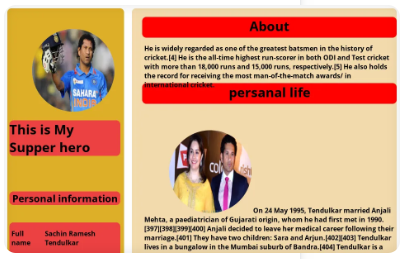 This is My
Supper hero
Personal information
Full Sachin Ramesh
name Tendulkar
About
He is widely regarded as one of the greatest batsmen in the history of
cricket.[4] He is the all-time highest run-scorer in both ODI and Test cricket
with more than 18,000 runs and 15,000 runs, respectively.[5] He also holds
the record for receiving the most man-of-the-match awards/ in
international cricket.
persanal life
On 24 May 1995, Tendulkar married Anjali
Mehta, a paediatrician of Gujarati origin, whom he had first met in 1990.
[397][398][399][400] Anjali decided to leave her medical career following their
marriage.[401] They have two children: Sara and Arjun.[402][403] Tendulkar
lives in a bungalow in the Mumbai suburb of Bandra.[404] Tendulkar is a
SAHARA
INDIA